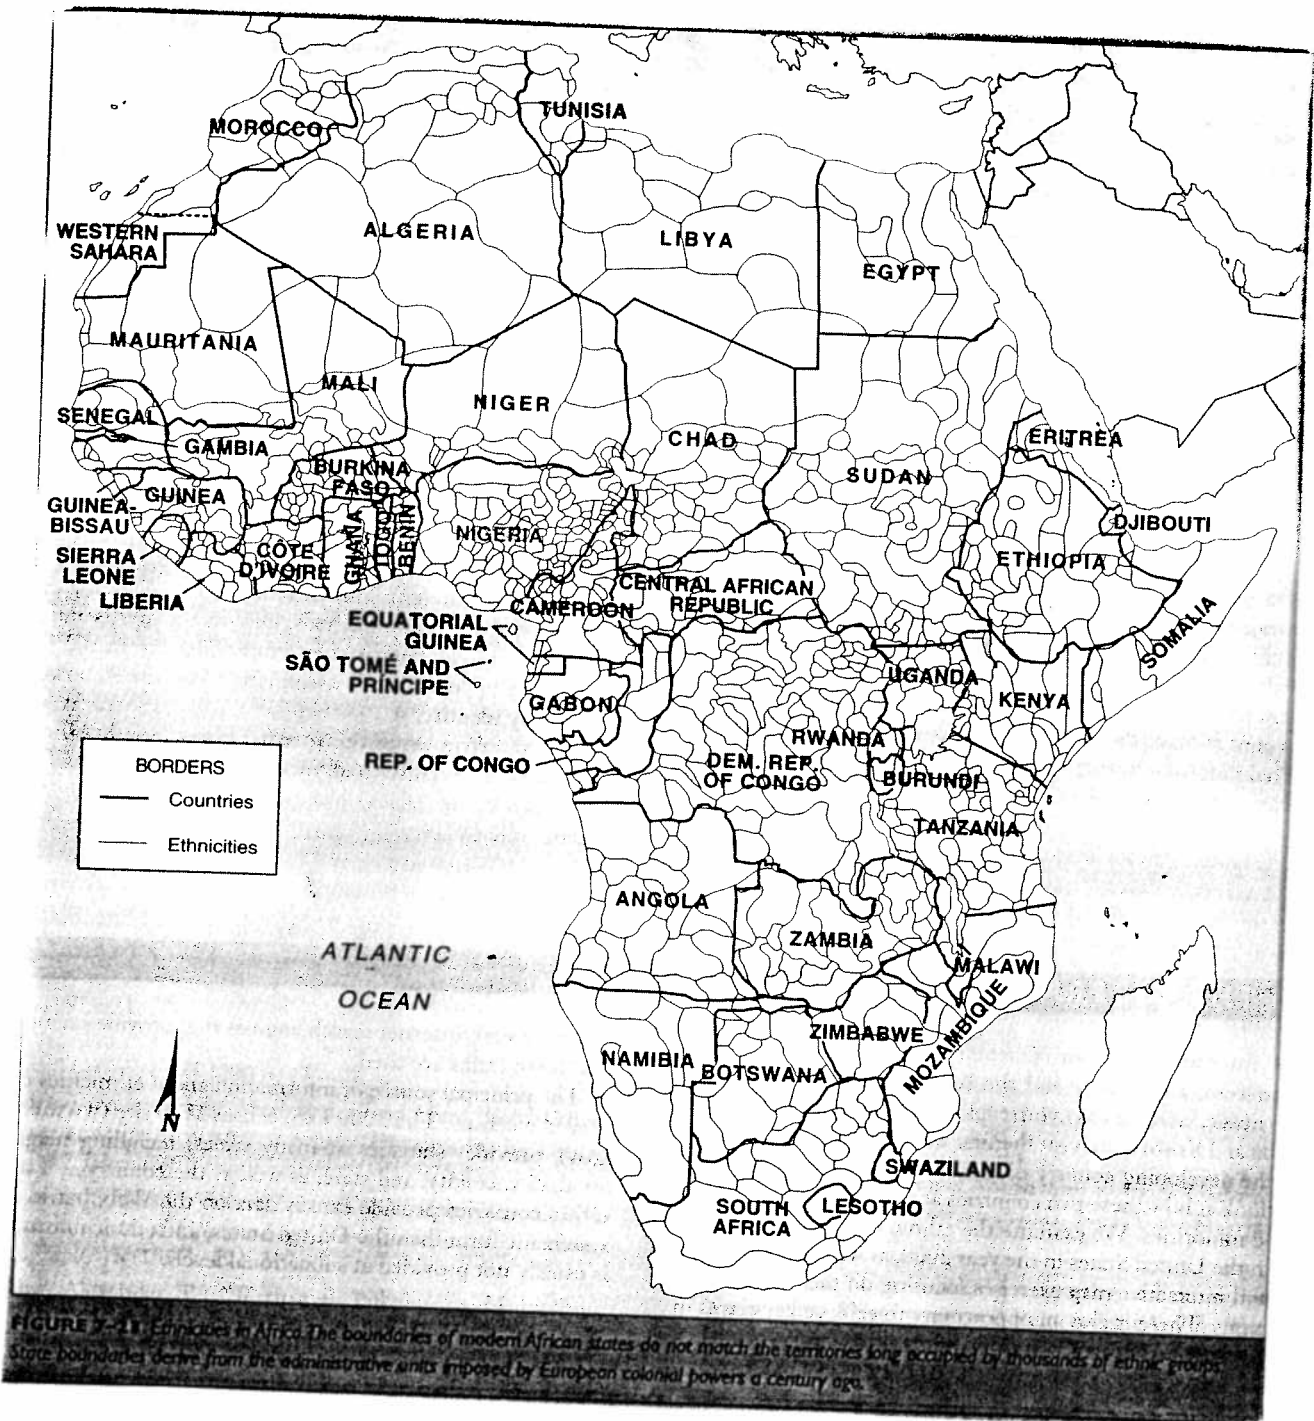 TUNISIA
MOROCCO
WESTERN
SAHARA
ALGERIA
LIBYA
EGYPT
MAURITANIA
MALI
NIGER
CHAD
SUDAN
ERITREA
SENEGAL
GAMBIA
BURKINA
FASO
GUINEA-
BISSAU
GUINEA
NIGERIA
DJIBOUTI
ETHIOPIA
SIERRA
LEONE
CÔTE
D'IVOIRE
GHANA
TOGO
BENIN
LIBERIA
CENTRAL AFRICAN
REPUBLIC
CAMEROON
EQUATORIAL
GUINEA
SOMALIA
SÃO TOMÉ AND
PRÍNCIPE
GABON
UGANDA
KENYA
RWANDA
REP. OF CONGO
DEM. REP.
OF CONGO
BURUNDI
TANZANIA
BORDERS
Countries
Ethnicities
ANGOLA
ZAMBIA
MALAWI
ATLANTIC
OCEAN
MOZAMBIQUE
ZIMBABWE
NAMIBIA
BOTSWANA
N
SWAZILAND
SOUTH
AFRICA
LESOTHO
Ethnicities in Africa. The boundaries of modern African states do not match the territories long occupied by thousands of ethnic groups.
State boundaries derive from the administrative units imposed by European colonial powers a century ago.